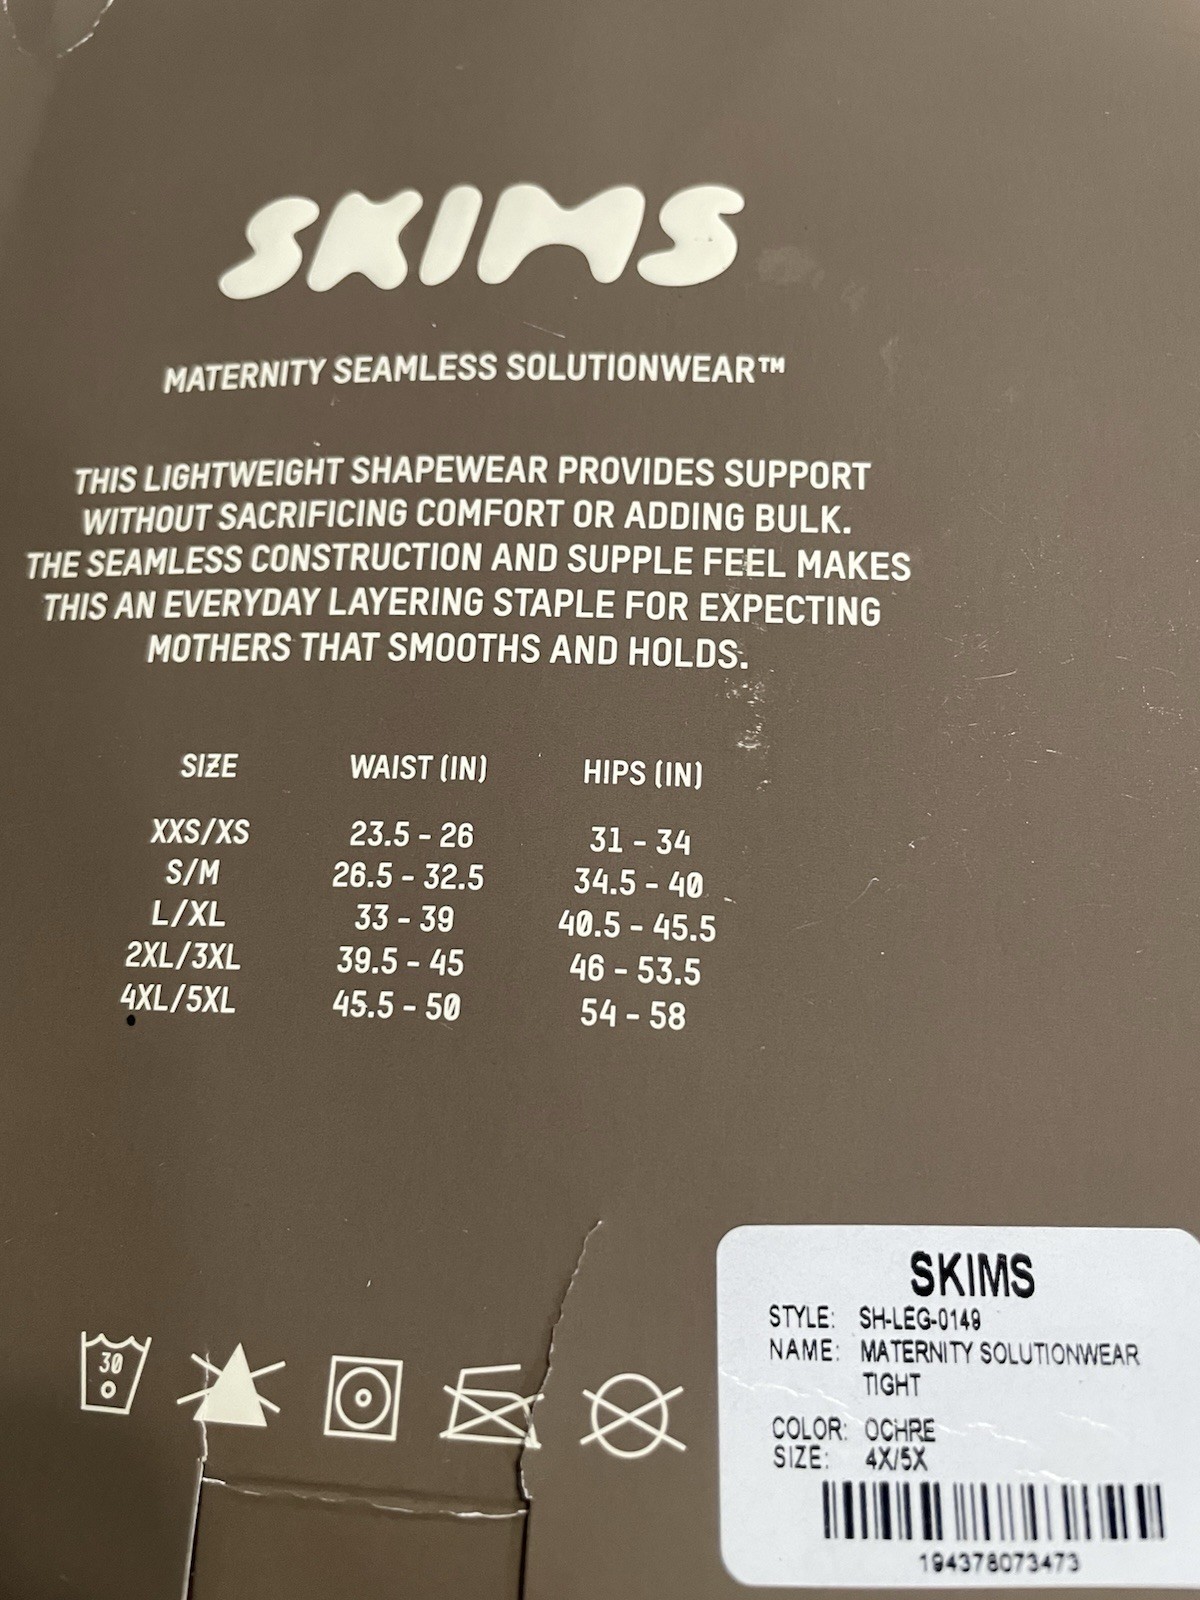 SKIMS
MATERNITY SEAMLESS SOLUTIONWEAR™
THIS LIGHTWEIGHT SHAPEWEAR PROVIDES SUPPORT
WITHOUT SACRIFICING COMFORT OR ADDING BULK.
THE SEAMLESS CONSTRUCTION AND SUPPLE FEEL MAKES
THIS AN EVERYDAY LAYERING STAPLE FOR EXPECTING
MOTHERS THAT SMOOTHS AND HOLDS.
SIZE WAIST (IN) HIPS (IN)
XXS/XS 23.5 - 26 31 - 34
S/M 26.5 - 32.5 34.5 - 40
L/XL 33 - 39 40.5 - 45.5
2XL/3XL 39.5 - 45 46 - 53.5
4XL/5XL 45.5 - 50 54 - 58
30
SKIMS
STYLE: SH-LEG-0149
NAME: MATERNITY SOLUTIONWEAR
TIGHT
COLOR: OCHRE
SIZE: 4X/5X
194378073473